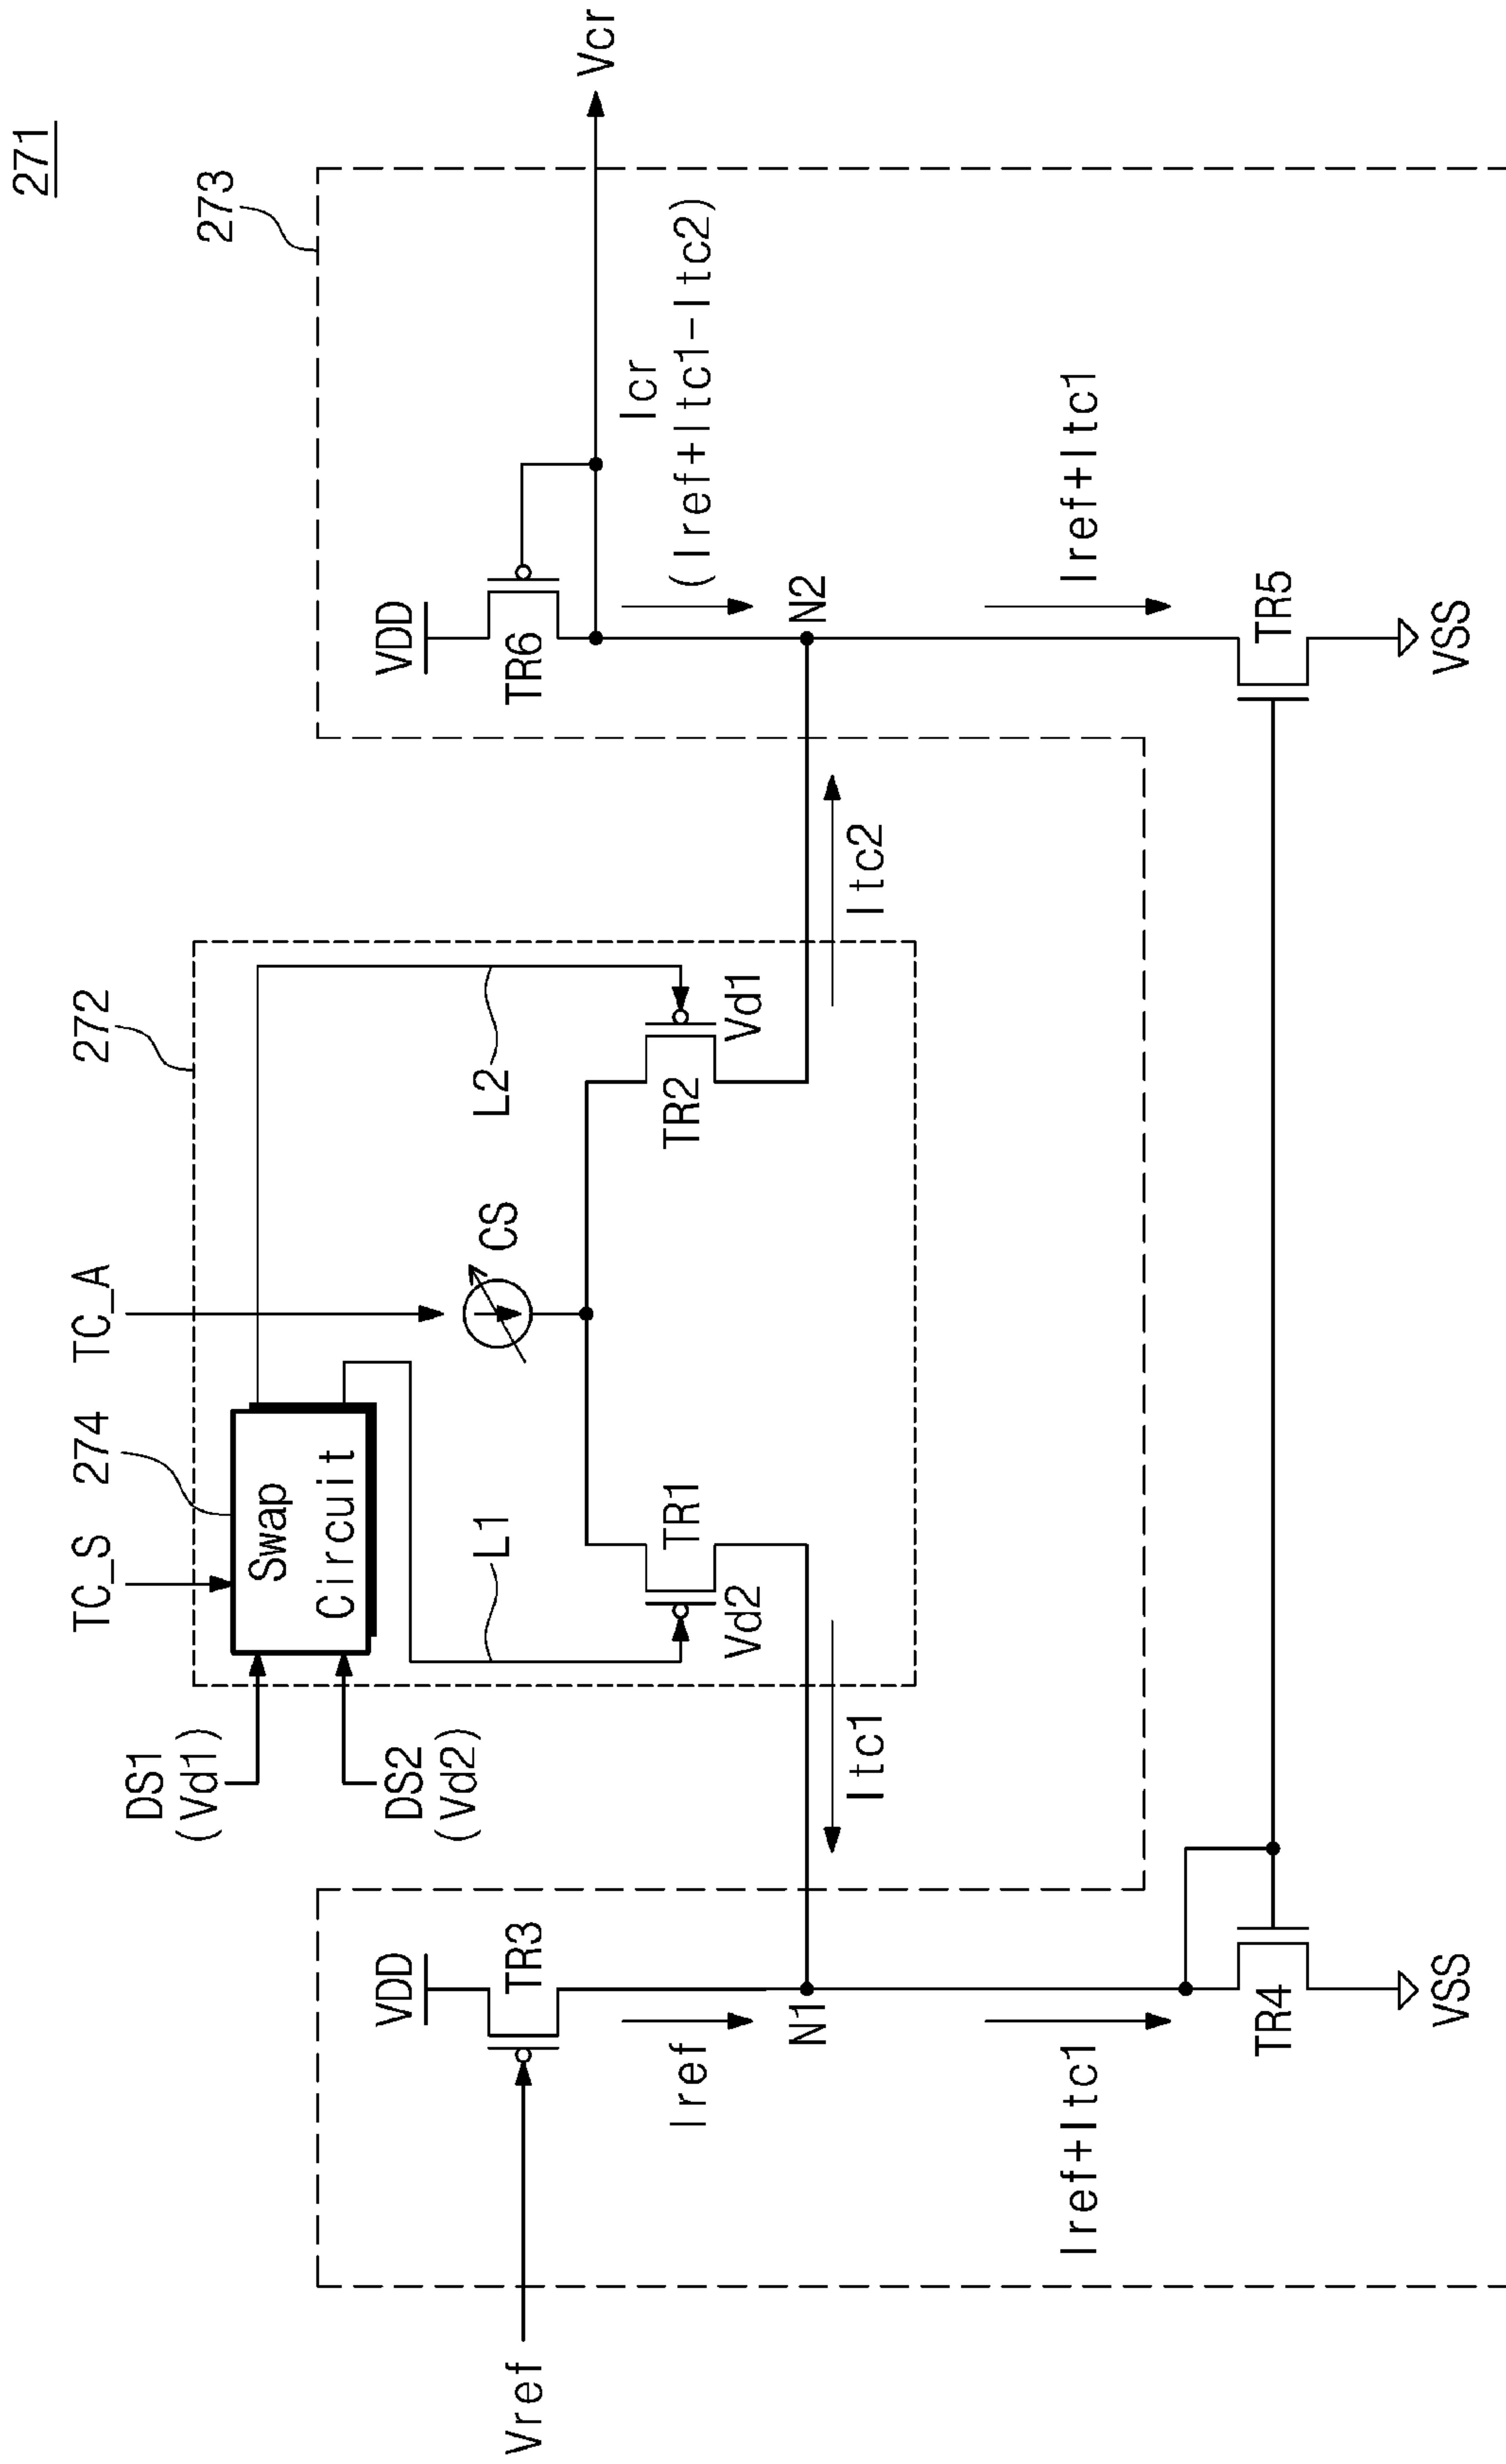 271
273
272
274
TC_S
TC_A
DS1
(Vd1)
DS2
(Vd2)
Swap
Circuit
L1
L2
CS
VDD
VDD
Vref
TR3
TR6
Vcr
TR1
TR2
Vd2
Vd1
Iref
N1
N2
Icr
(Iref+Itc1-Itc2)
Itc1
Itc2
Iref+Itc1
Iref+Itc1
TR4
TR5
VSS
VSS